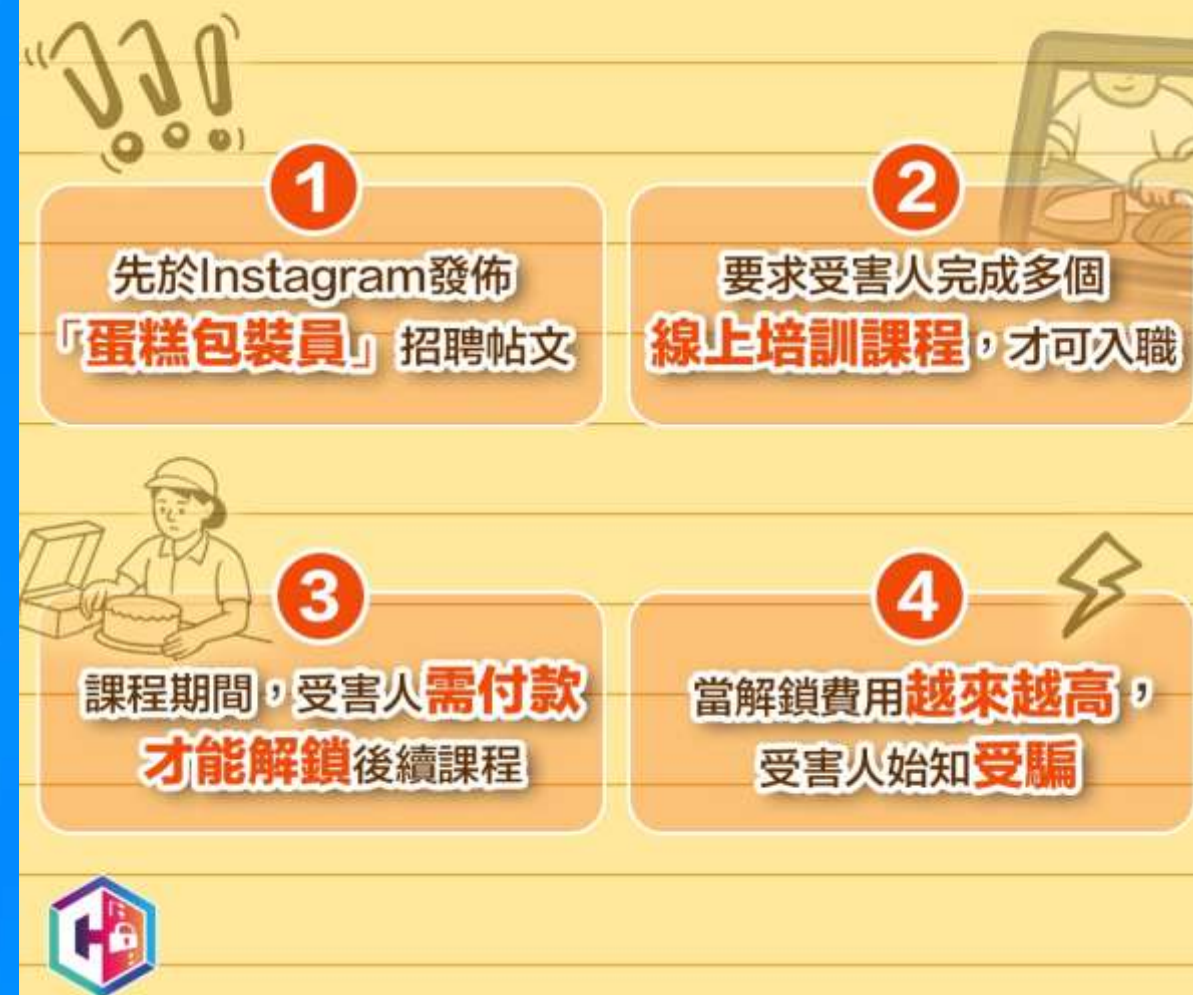 1
先於Instagram發佈
「蛋糕包裝員」招聘帖文
2
要求受害人完成多個
線上培訓課程，才可入職
3
課程期間，受害人需付款
才能解鎖後續課程
4
當解鎖費用越來越高，
受害人始知受騙